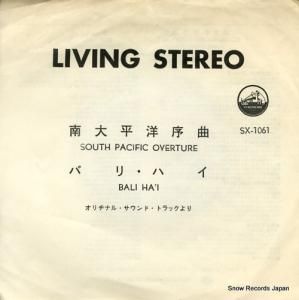 LIVING STEREO
SX-1061
南大平洋序曲
SOUTH PACIFIC OVERTURE
バリ・ハイ
BALI HA'I
オリヂナル・サウンド・トラックより
Snow Records Japan